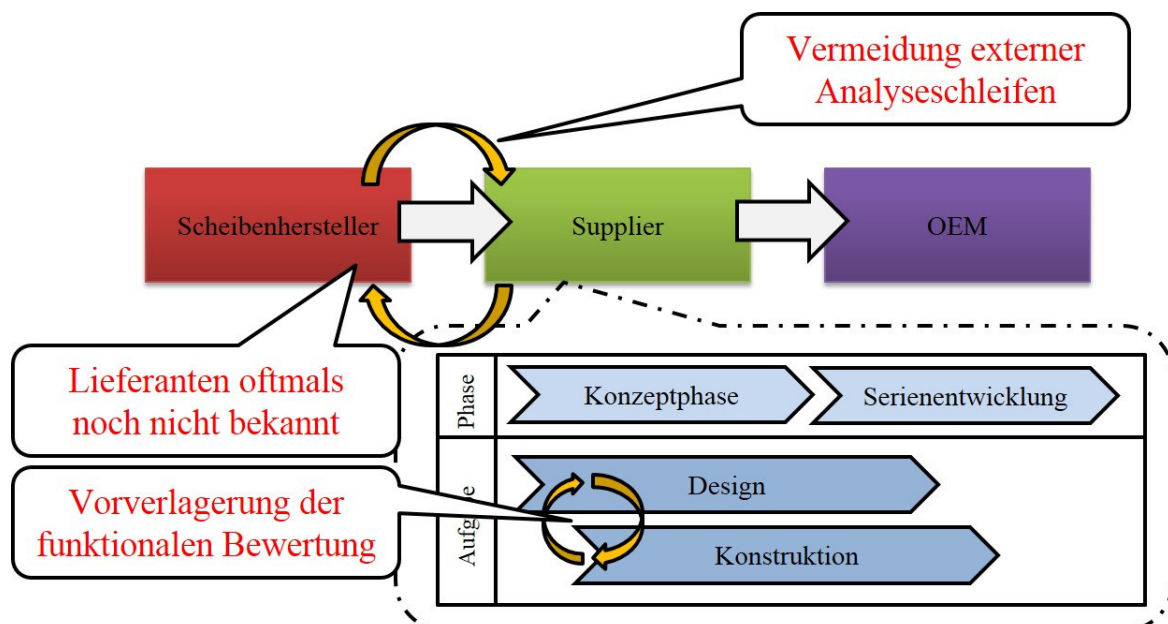 Vermeidung externer
Analyseschleifen
Scheibenhersteller
Supplier
OEM
Lieferanten oftmals
noch nicht bekannt
Phase
Konzeptphase
Serienentwicklung
Vorverlagerung der
funktionalen Bewertung
Design
Konstruktion